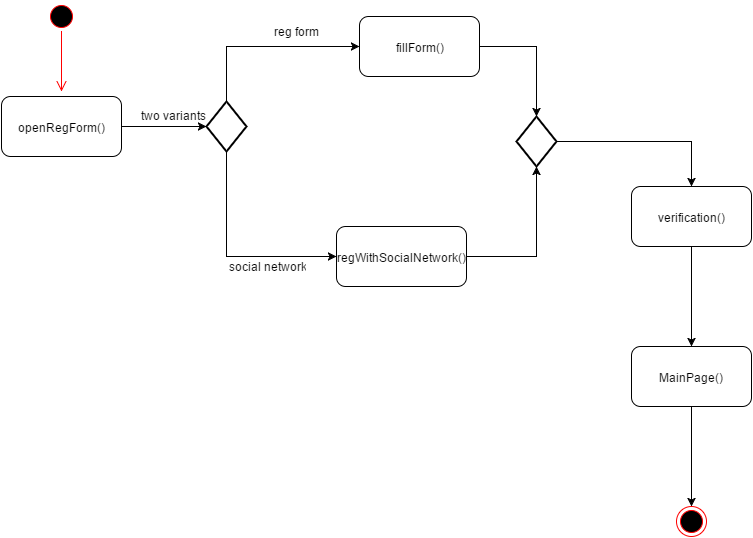 reg form
fillForm()
openRegForm()
two variants
verification()
regWithSocialNetwork()
social network
MainPage()